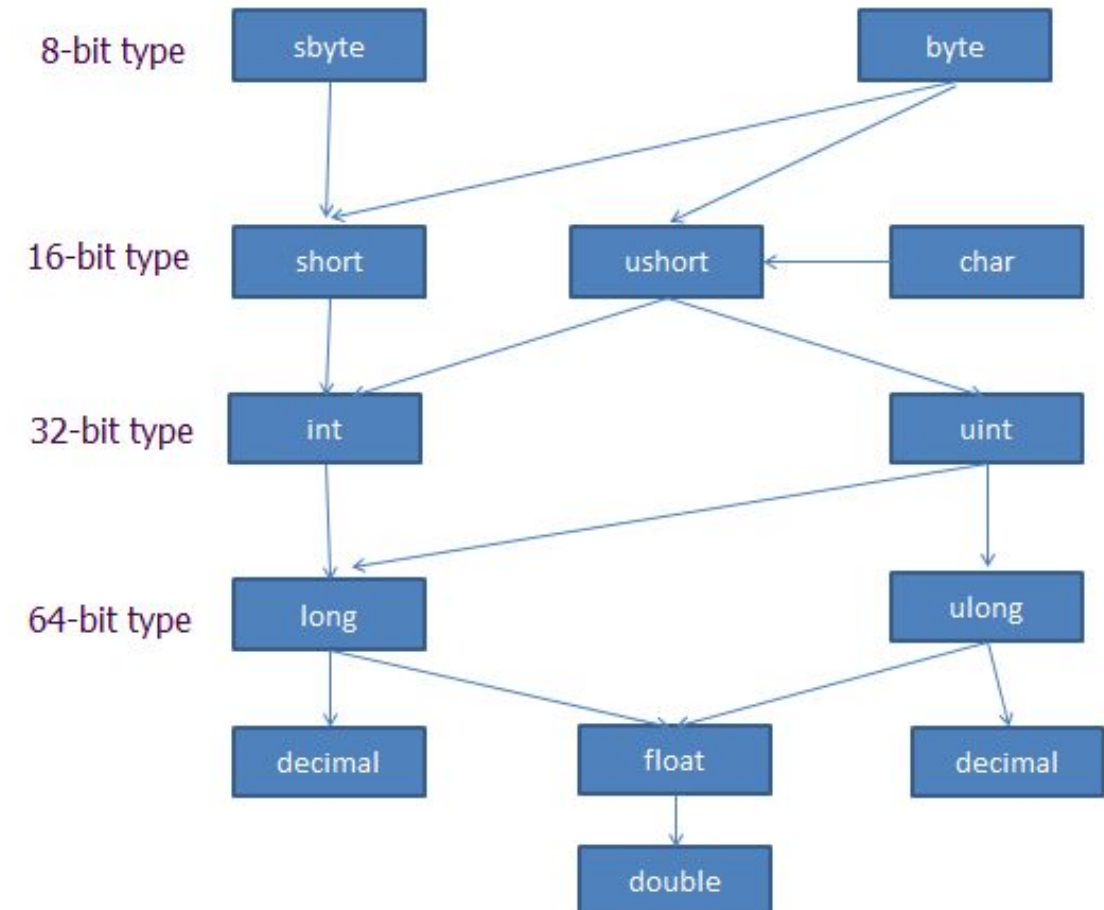 8-bit type sbyte byte
16-bit type short ushort char
32-bit type int uint
64-bit type long ulong
decimal float decimal
double